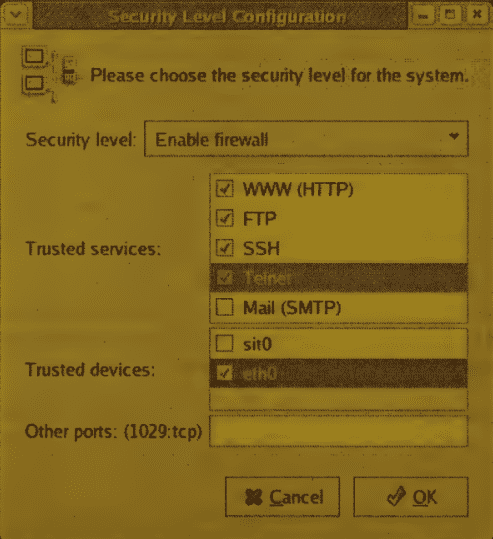 Security Level Configuration
Please choose the security level for the system.
Security level: Enable firewall
Trusted services:
WWW (HTTP)
FTP
SSH
Telnet
Mail (SMTP)
Trusted devices:
sit0
eth0
Other ports: (1029:tcp)
Cancel
OK